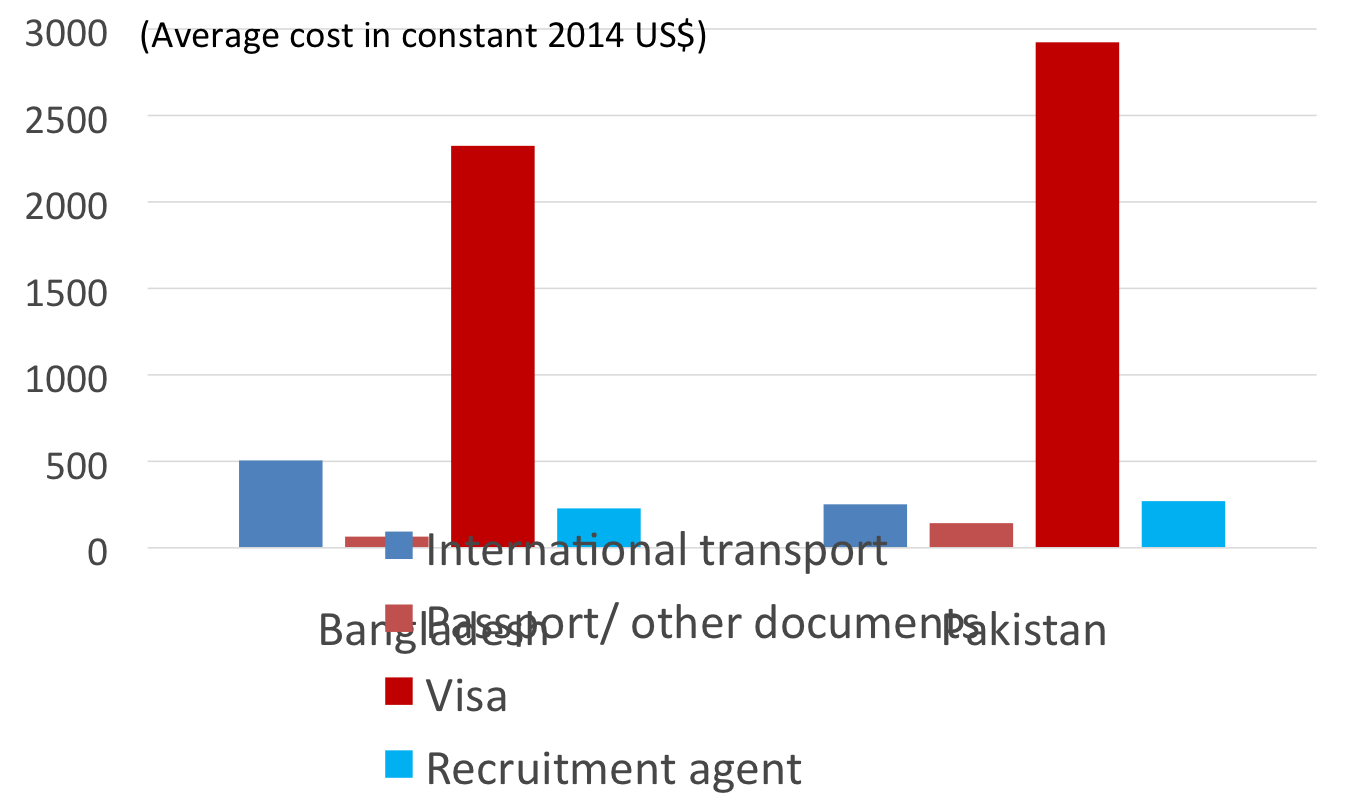 3000
(Average cost in constant 2014 US$)
2500
2000
1500
1000
500
0
International transport
Passport/ other documents
Bangladesh
Pakistan
Visa
Recruitment agent